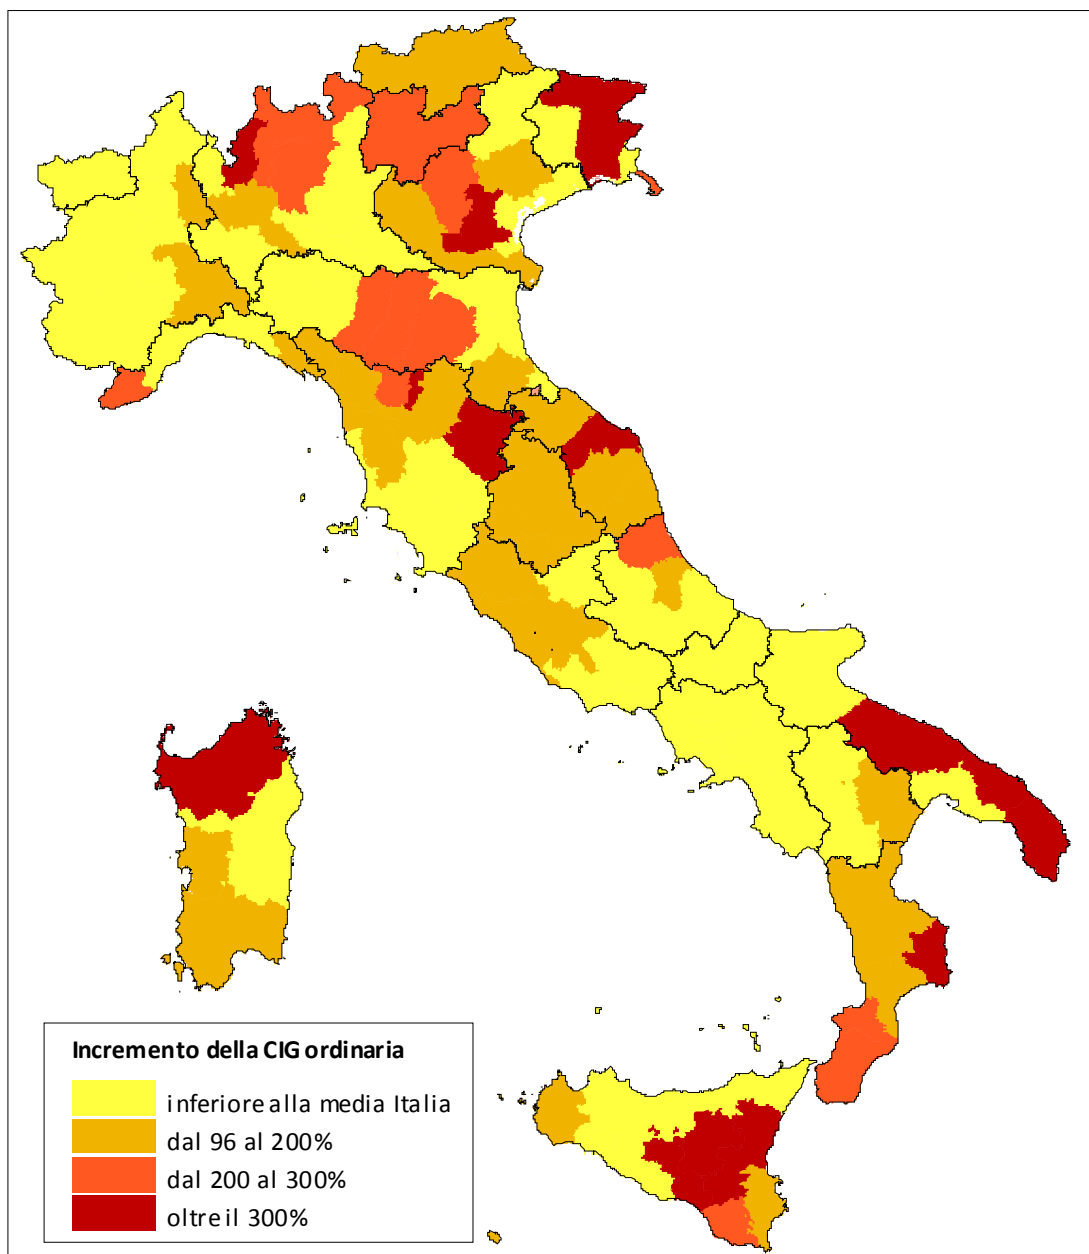 Incremento della CIG ordinaria
inferiore alla media Italia
dal 96 al 200%
dal 200 al 300%
oltre il 300%